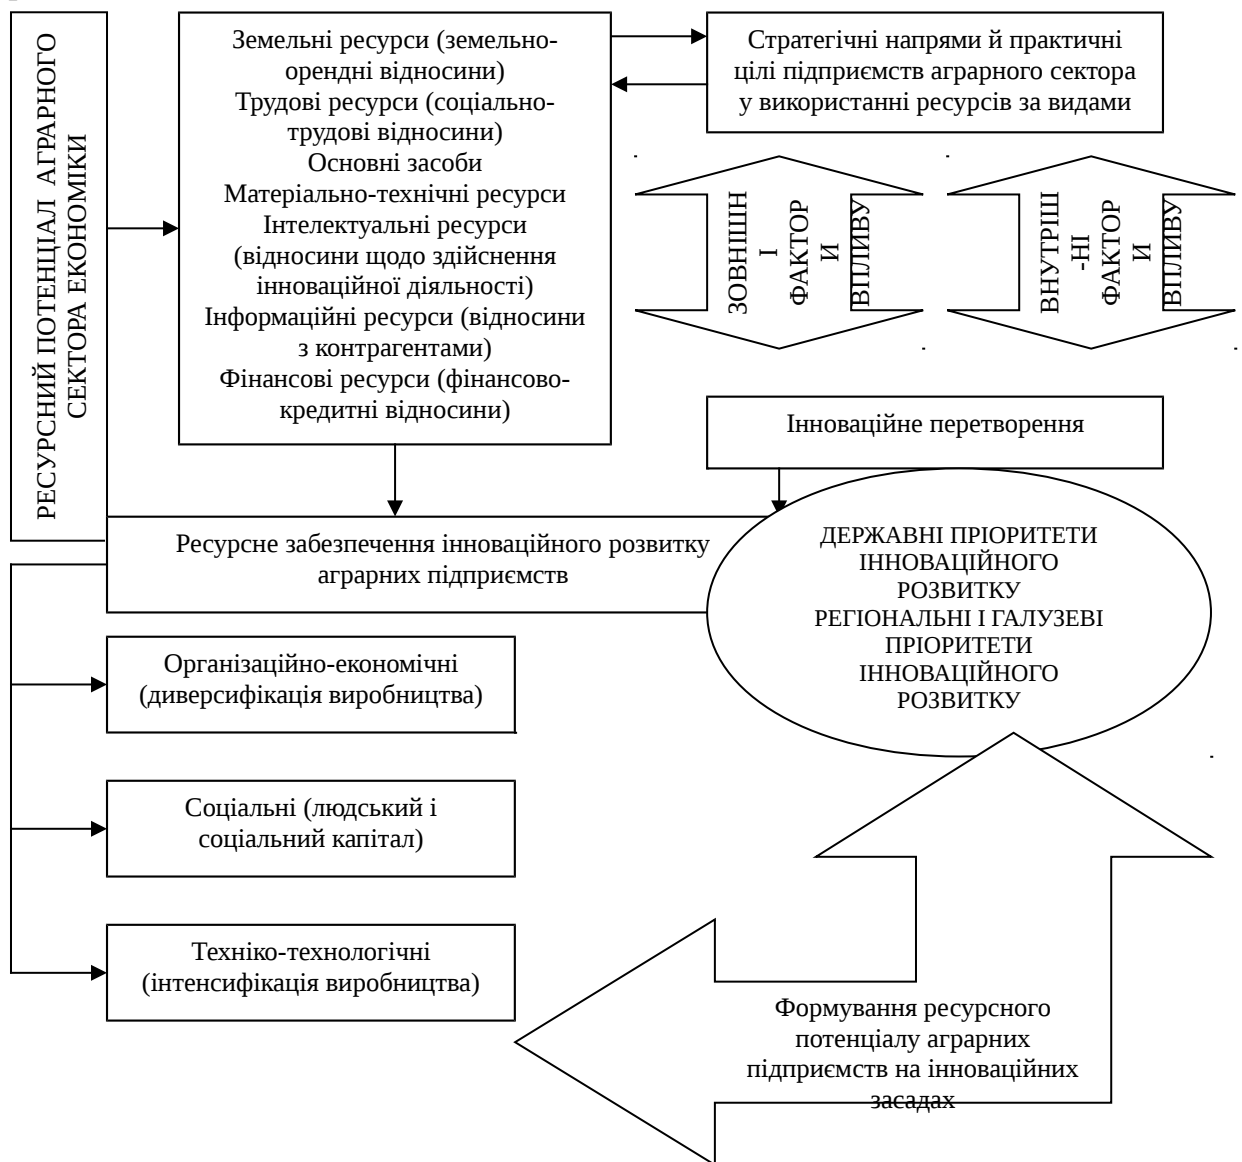 РЕСУРСНИЙ ПОТЕНЦІАЛ АГРАРНОГО
СЕКТОРА ЕКОНОМІКИ
Земельні ресурси (земельно-
орендні відносини)
Трудові ресурси (соціально-
трудові відносини)
Основні засоби
Матеріально-технічні ресурси
Інтелектуальні ресурси
(відносини щодо здійснення
інноваційної діяльності)
Інформаційні ресурси (відносини
з контрагентами)
Фінансові ресурси (фінансово-
кредитні відносини)
Стратегічні напрями й практичні
цілі підприємств аграрного сектора
у використанні ресурсів за видами
ЗОВНІШН
І
ФАКТОР
И
ВПЛИВУ
ВНУТРІШ
-НІ
ФАКТОР
И
ВПЛИВУ
Інноваційне перетворення
Ресурсне забезпечення інноваційного розвитку
аграрних підприємств
ДЕРЖАВНІ ПРІОРИТЕТИ
ІННОВАЦІЙНОГО
РОЗВИТКУ
РЕГІОНАЛЬНІ І ГАЛУЗЕВІ
ПРІОРИТЕТИ
ІННОВАЦІЙНОГО
РОЗВИТКУ
Організаційно-економічні
(диверсифікація виробництва)
Соціальні (людський і
соціальний капітал)
Техніко-технологічні
(інтенсифікація виробництва)
Формування ресурсного
потенціалу аграрних
підприємств на інноваційних
засадах